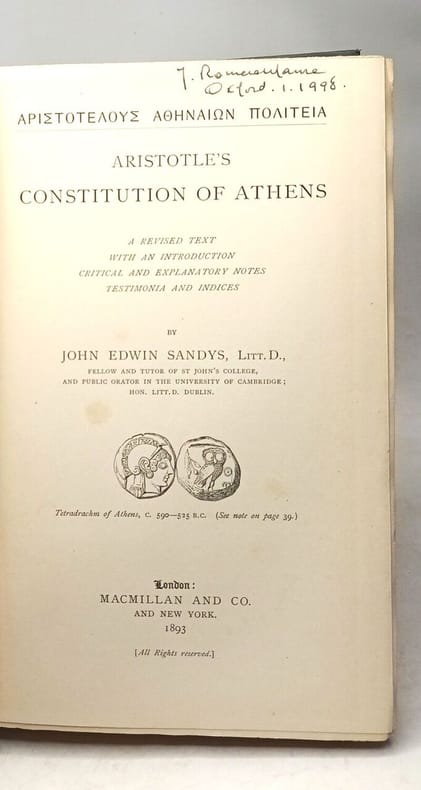 Oxford. 1. 1998.
ΑΡΙΣΤΟΤΕΛΟΥΣ ΑΘΗΝΑΙΩΝ ΠΟΛΙΤΕΙΑ
ARISTOTLE'S
CONSTITUTION OF ATHENS
A REVISED TEXT
WITH AN INTRODUCTION
CRITICAL AND EXPLANATORY NOTES
TESTIMONIA AND INDICES
BY
JOHN EDWIN SANDYS, LITT.D.,
FELLOW AND TUTOR OF ST JOHN'S COLLEGE,
AND PUBLIC ORATOR IN THE UNIVERSITY OF CAMBRIDGE;
HON. LITT.D. DUBLIN.
Tetradrachm of Athens, C. 590—525 B.C. (See note on page 39.)
London:
MACMILLAN AND CO.
AND NEW YORK.
1893
[All Rights reserved.]